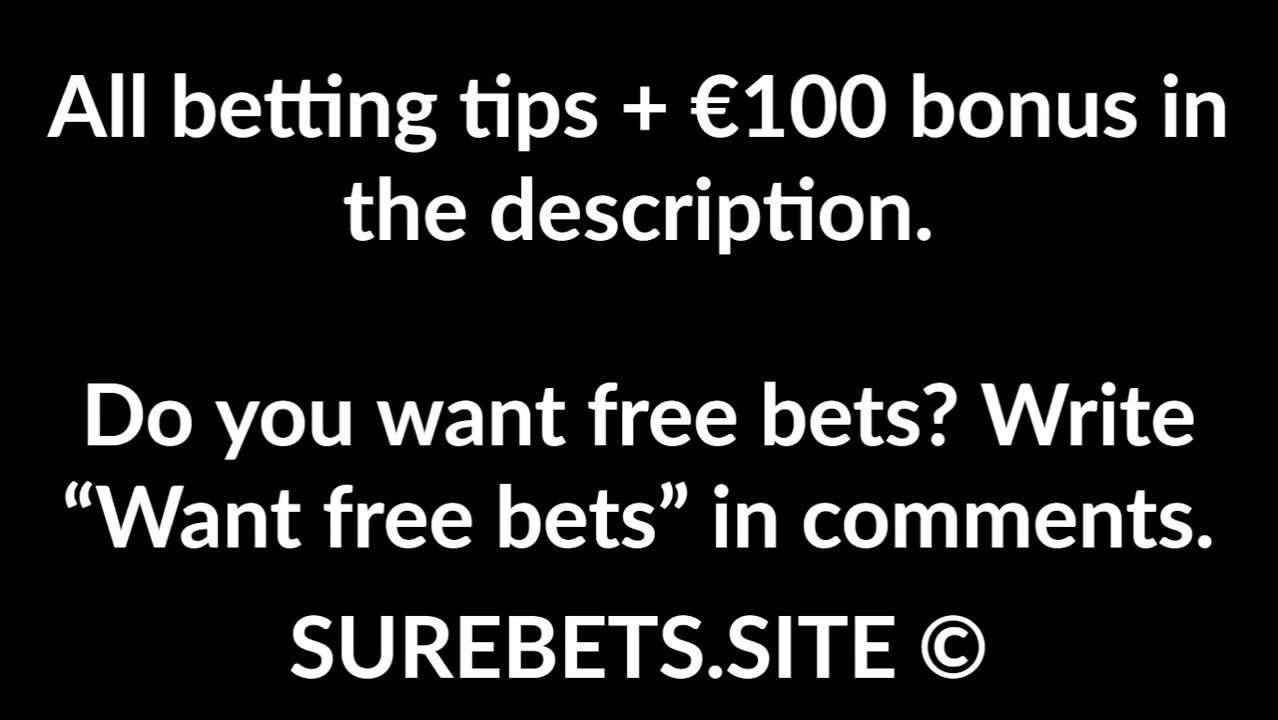 All betting tips + €100 bonus in
the description.
Do you want free bets? Write
“Want free bets” in comments.
SUREBETS.SITE ©